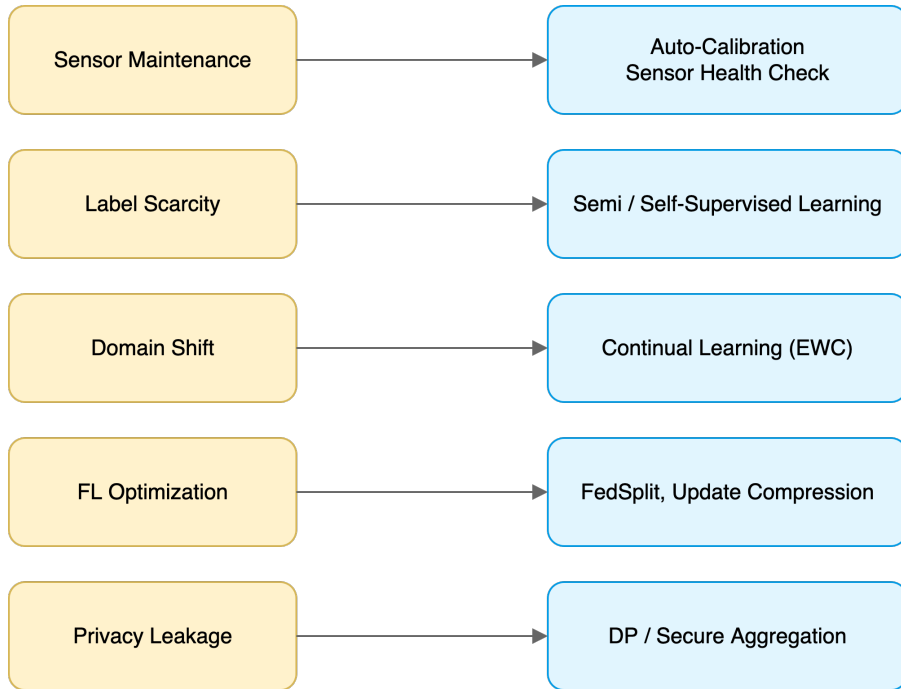 Sensor Maintenance
Auto-Calibration
Sensor Health Check
Label Scarcity
Semi / Self-Supervised Learning
Domain Shift
Continual Learning (EWC)
FL Optimization
FedSplit, Update Compression
Privacy Leakage
DP / Secure Aggregation